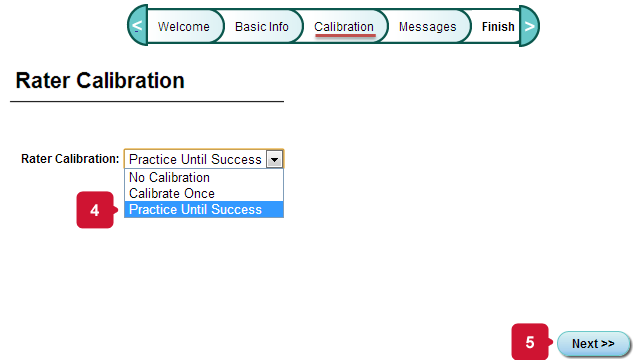 < Welcome Basic Info Calibration Messages Finish >
Rater Calibration
Rater Calibration: Practice Until Success
No Calibration
Calibrate Once
4 Practice Until Success
5 Next >>